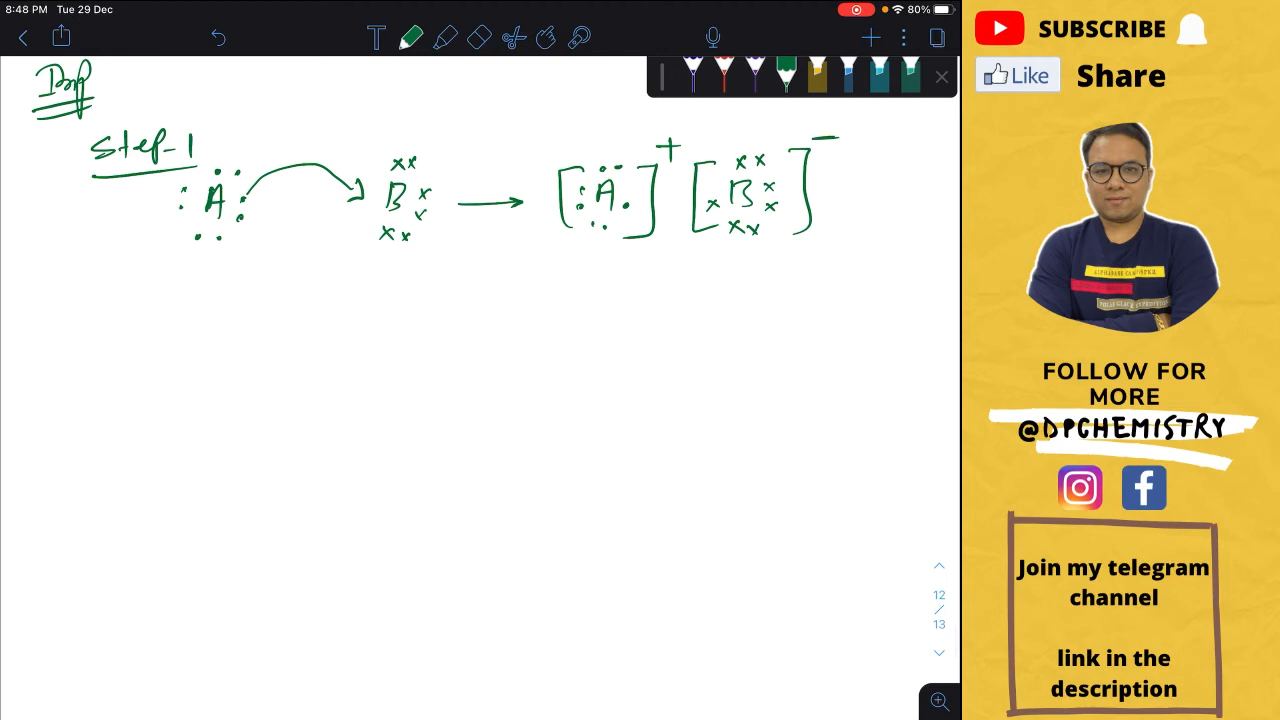 8:48 PM Tue 29 Dec
80%
Step-1
A B → [A]+ [B]−
12
/
13
SUBSCRIBE
Like Share
FOLLOW FOR
MORE
@DPCHEMISTRY
Join my telegram
channel
link in the
description